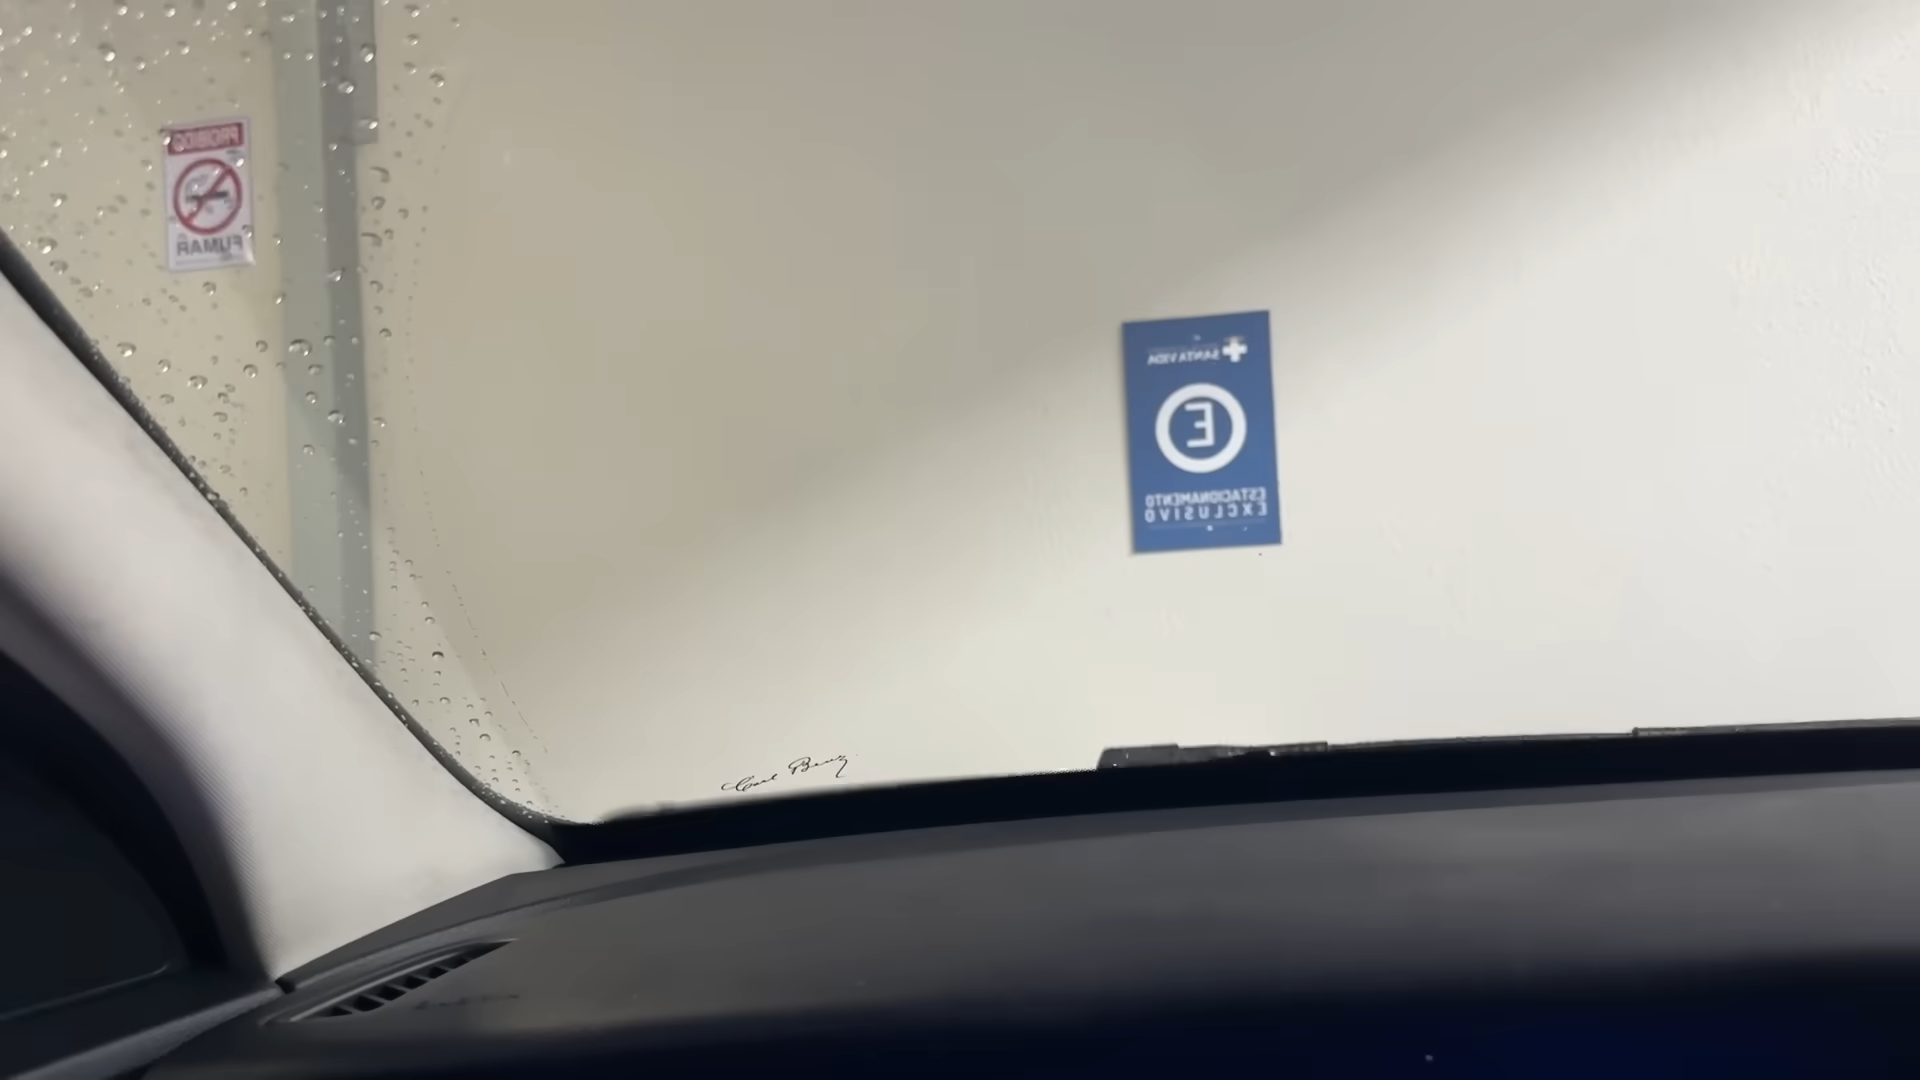 PROIBIDO
FUMAR
SANTA VIDA
E
ESTACIONAMENTO
EXCLUSIVO
Carl Benz